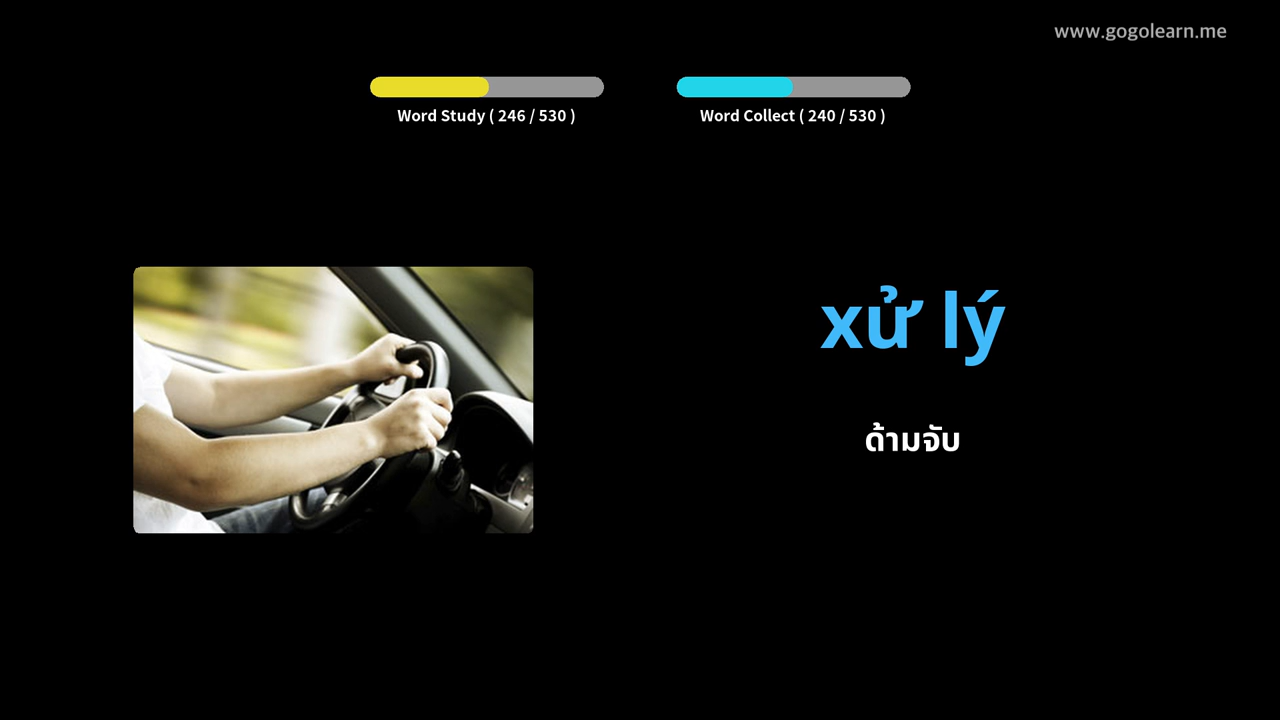 www.gogolearn.me
Word Study ( 246 / 530 )
Word Collect ( 240 / 530 )
xử lý
ด้ามจับ